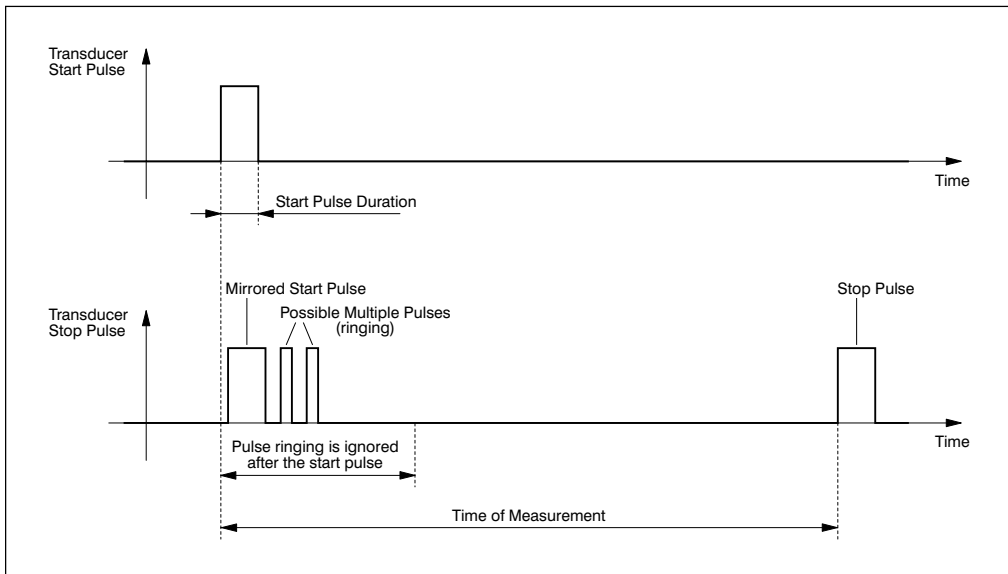 Transducer
Start Pulse
Time
Start Pulse Duration
Mirrored Start Pulse
Stop Pulse
Transducer
Stop Pulse
Possible Multiple Pulses
(ringing)
Time
Pulse ringing is ignored
after the start pulse
Time of Measurement